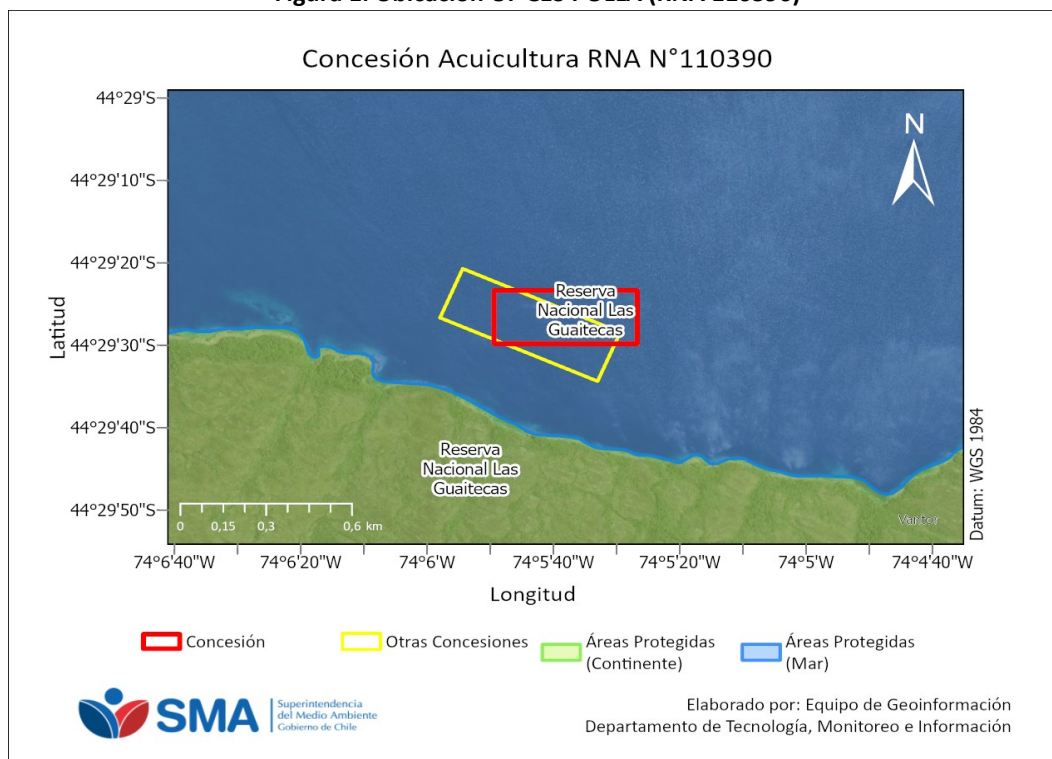 Concesión Acuicultura RNA N°110390
44°29'S
44°29'10"S
44°29'20"S
44°29'30"S
44°29'40"S
44°29'50"S
Latitud
N
Reserva
Nacional Las
Guaitecas
Reserva
Nacional Las
Guaitecas
0
0,15
0,3
0,6 km
Vantor
Datum: WGS 1984
74°6'40"W
74°6'20"W
74°6'W
74°5'40"W
74°5'20"W
74°5'W
74°4'40"W
Longitud
Concesión
Otras Concesiones
Áreas Protegidas
(Continente)
Áreas Protegidas
(Mar)
SMA
Superintendencia
del Medio Ambiente
Gobierno de Chile
Elaborado por: Equipo de Geoinformación
Departamento de Tecnología, Monitoreo e Información